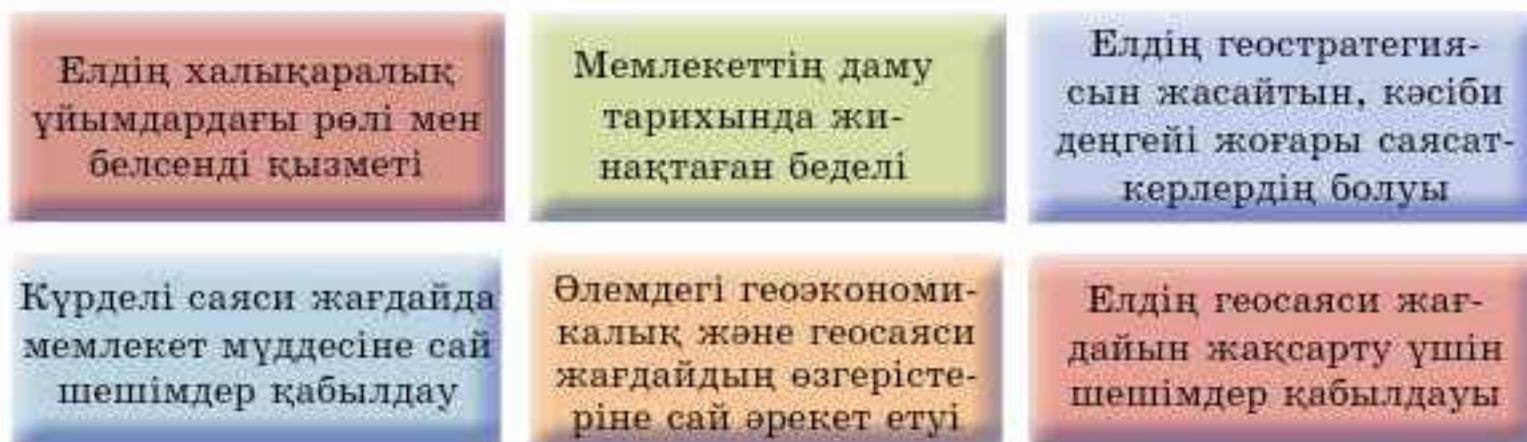 Елдің халықаралық
ұйымдардағы рөлі мен
белсенді қызметі
Мемлекеттің даму
тарихында жи-
нақтаған беделі
Елдің геостратегия-
сын жасайтын, кәсіби
деңгейі жоғары саясат-
керлердің болуы
Күрделі саяси жағдайда
мемлекет мүддесіне сай
шешімдер қабылдау
Әлемдегі геоэкономи-
калық және геосаяси
жағдайдың өзгерісте-
ріне сай әрекет етуі
Елдің геосаяси жағ-
дайын жақсарту үшін
шешімдер қабылдауы